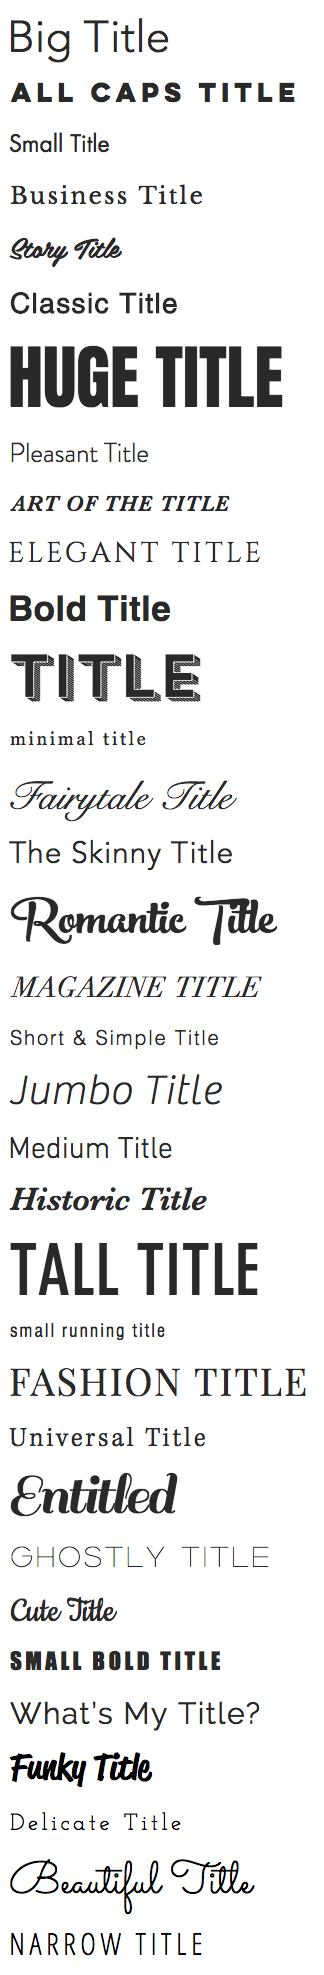 Big Title
ALL CAPS TITLE
Small Title
Business Title
Story Title
Classic Title
HUGE TITLE
Pleasant Title
ART OF THE TITLE
ELEGANT TITLE
Bold Title
TITLE
minimal title
Fairytale Title
The Skinny Title
Romantic Title
MAGAZINE TITLE
Short & Simple Title
Jumbo Title
Medium Title
Historic Title
TALL TITLE
small running title
FASHION TITLE
Universal Title
Entitled
GHOSTLY TITLE
Cute Title
SMALL BOLD TITLE
What's My Title?
Funky Title
Delicate Title
Beautiful Title
NARROW TITLE